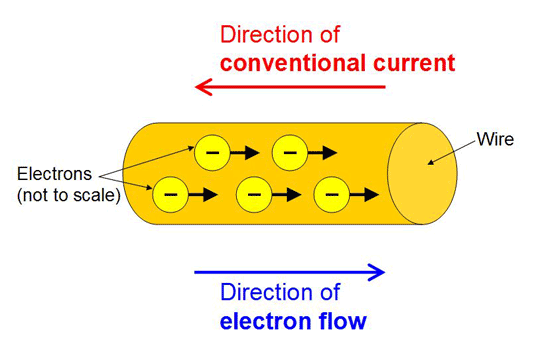 Direction of
conventional current
Wire
Electrons
(not to scale)
− −
− − −
Direction of
electron flow